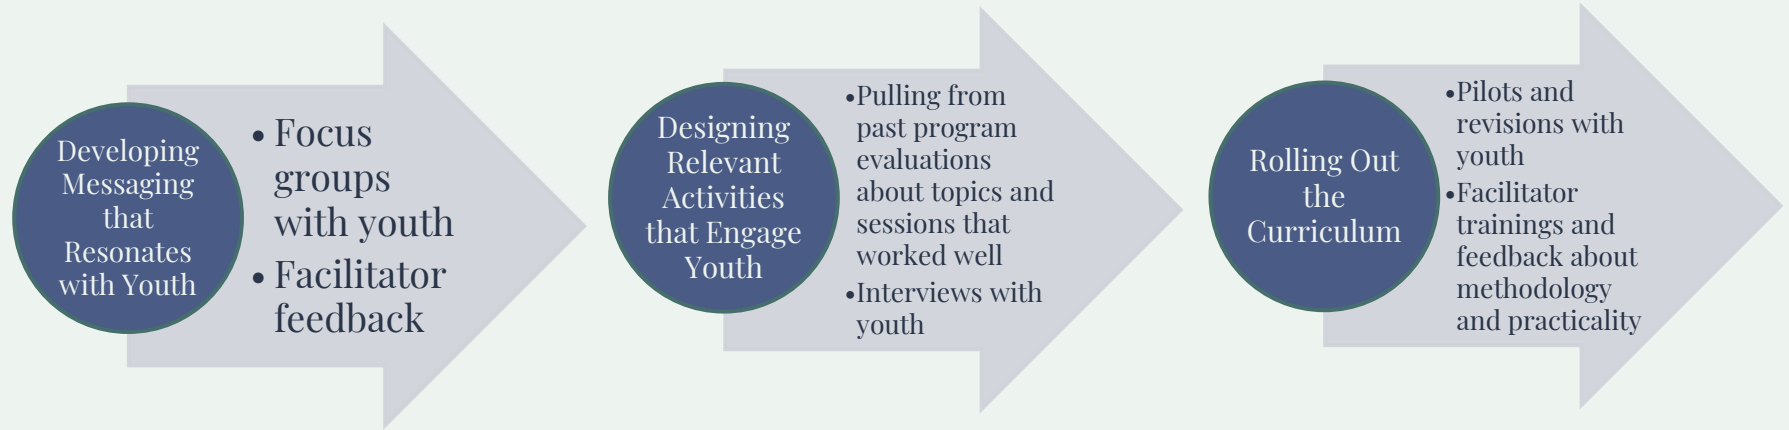 Developing
Messaging
that
Resonates
with Youth
• Focus
groups
with youth
• Facilitator
feedback
Designing
Relevant
Activities
that Engage
Youth
•Pulling from
past program
evaluations
about topics and
sessions that
worked well
•Interviews with
youth
Rolling Out
the
Curriculum
•Pilots and
revisions with
youth
•Facilitator
trainings and
feedback about
methodology
and practicality